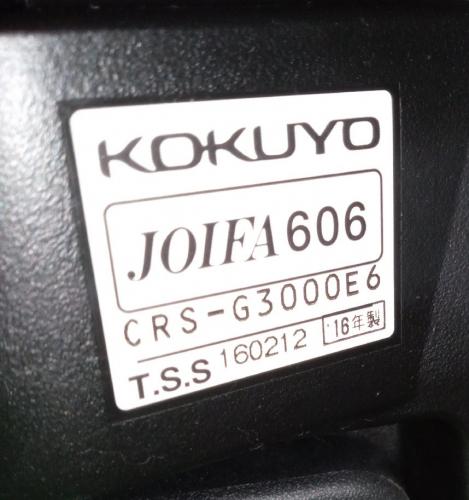 KOKUYO
JOIFA 606
CRS-G3000E6
T.S.S 160212 '16年製